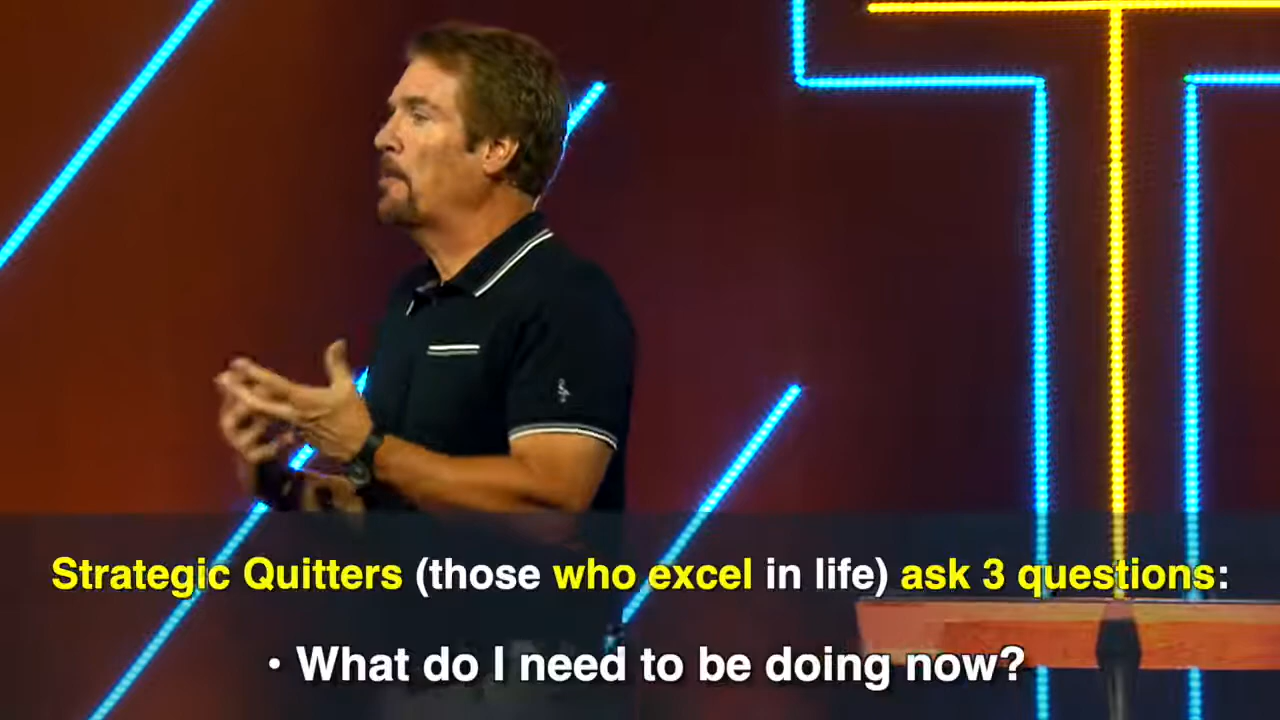 Strategic Quitters (those who excel in life) ask 3 questions:
• What do I need to be doing now?